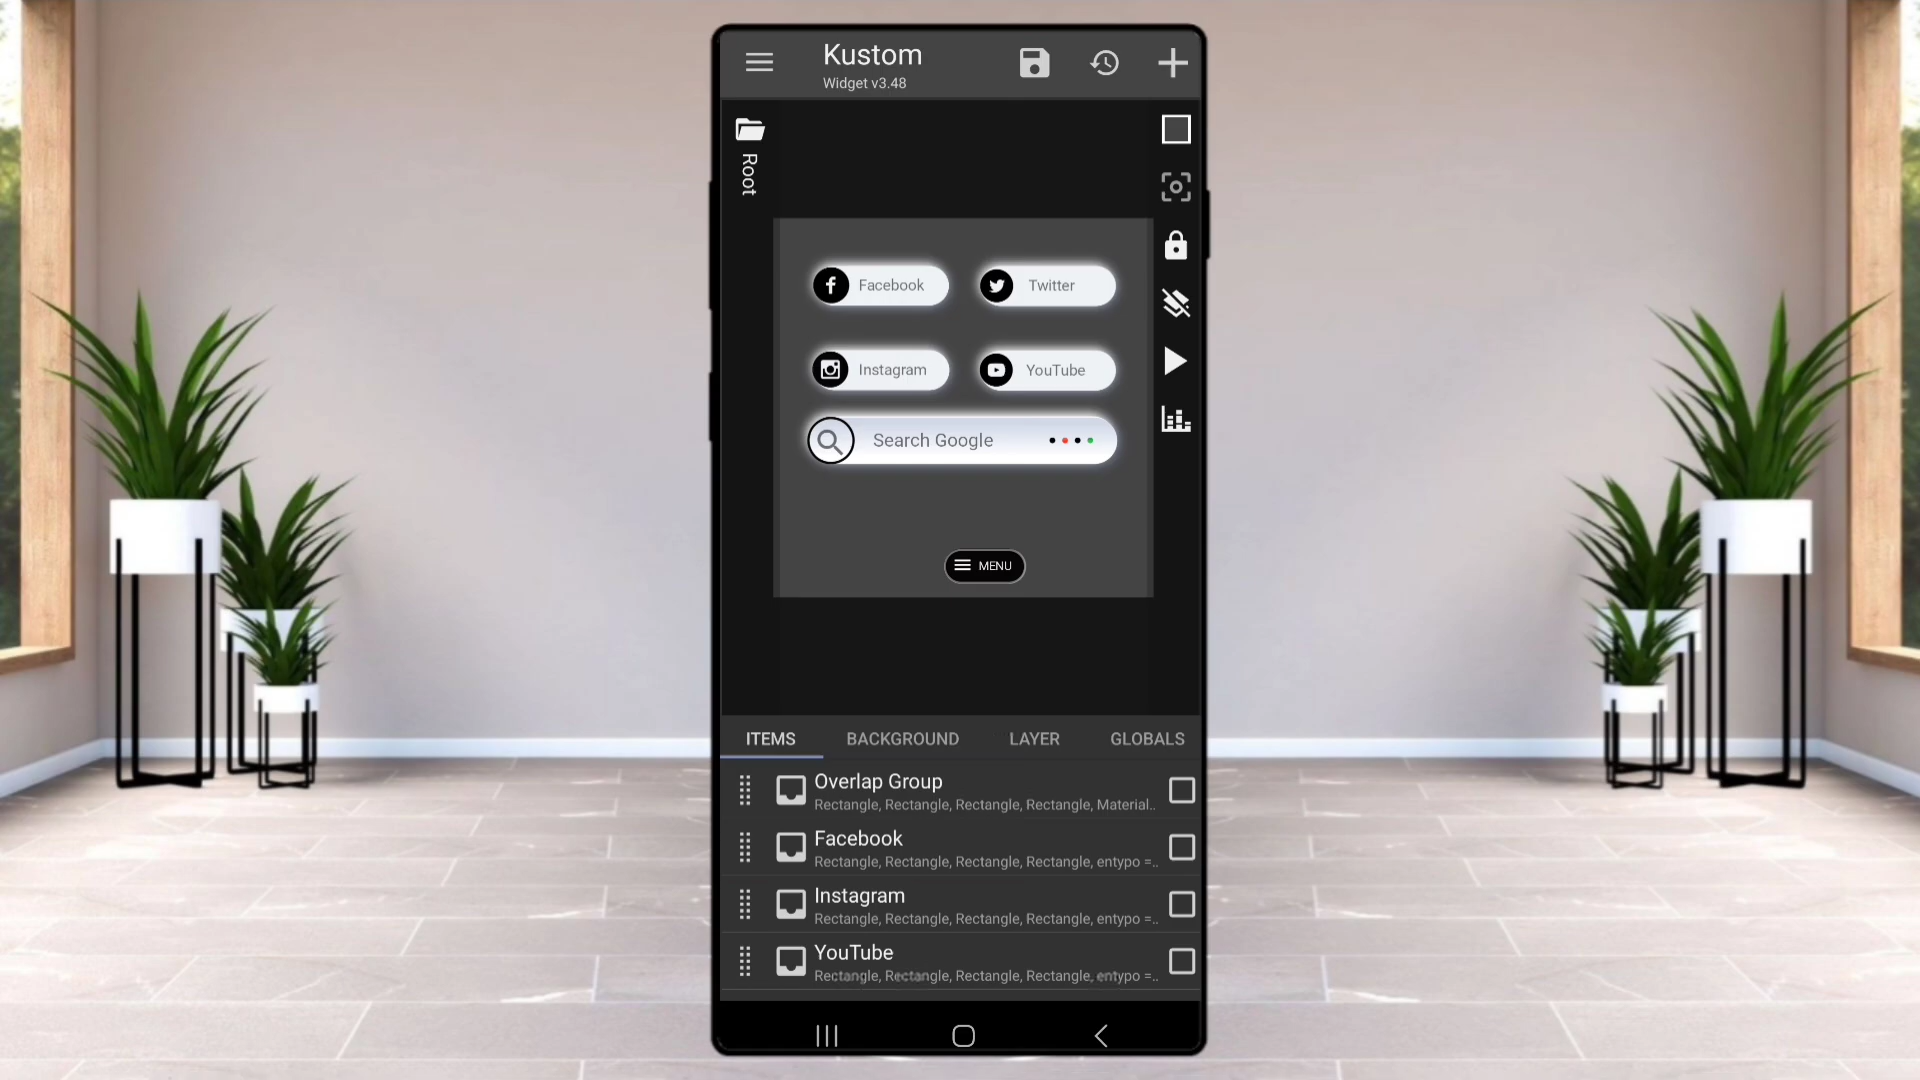 Kustom
Widget v3.48
Root
Facebook
Twitter
Instagram
YouTube
Search Google
MENU
ITEMS BACKGROUND LAYER GLOBALS
Overlap Group
Rectangle, Rectangle, Rectangle, Rectangle, Material..
Facebook
Rectangle, Rectangle, Rectangle, Rectangle, entypo =..
Instagram
Rectangle, Rectangle, Rectangle, Rectangle, entypo =..
YouTube
Rectangle, Rectangle, Rectangle, Rectangle, entypo =..